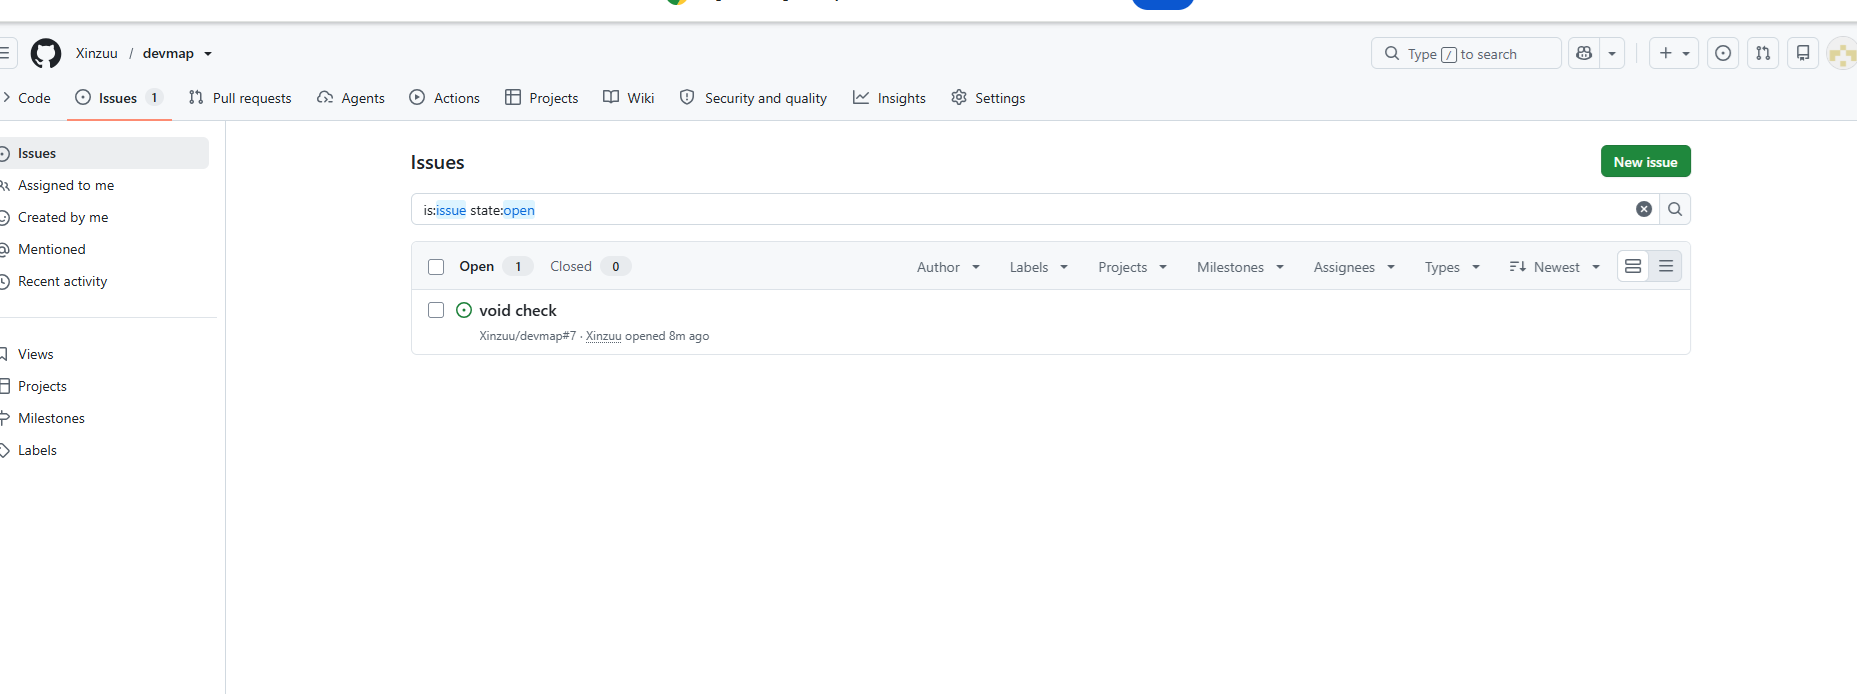 Xinzuu / devmap
Type / to search
Code
Issues 1
Pull requests
Agents
Actions
Projects
Wiki
Security and quality
Insights
Settings
Issues
Assigned to me
Created by me
Mentioned
Recent activity
Views
Projects
Milestones
Labels
Issues
New issue
is:issue state:open
Open 1
Closed 0
Author
Labels
Projects
Milestones
Assignees
Types
Newest
void check
Xinzuu/devmap#7 · Xinzuu opened 8m ago